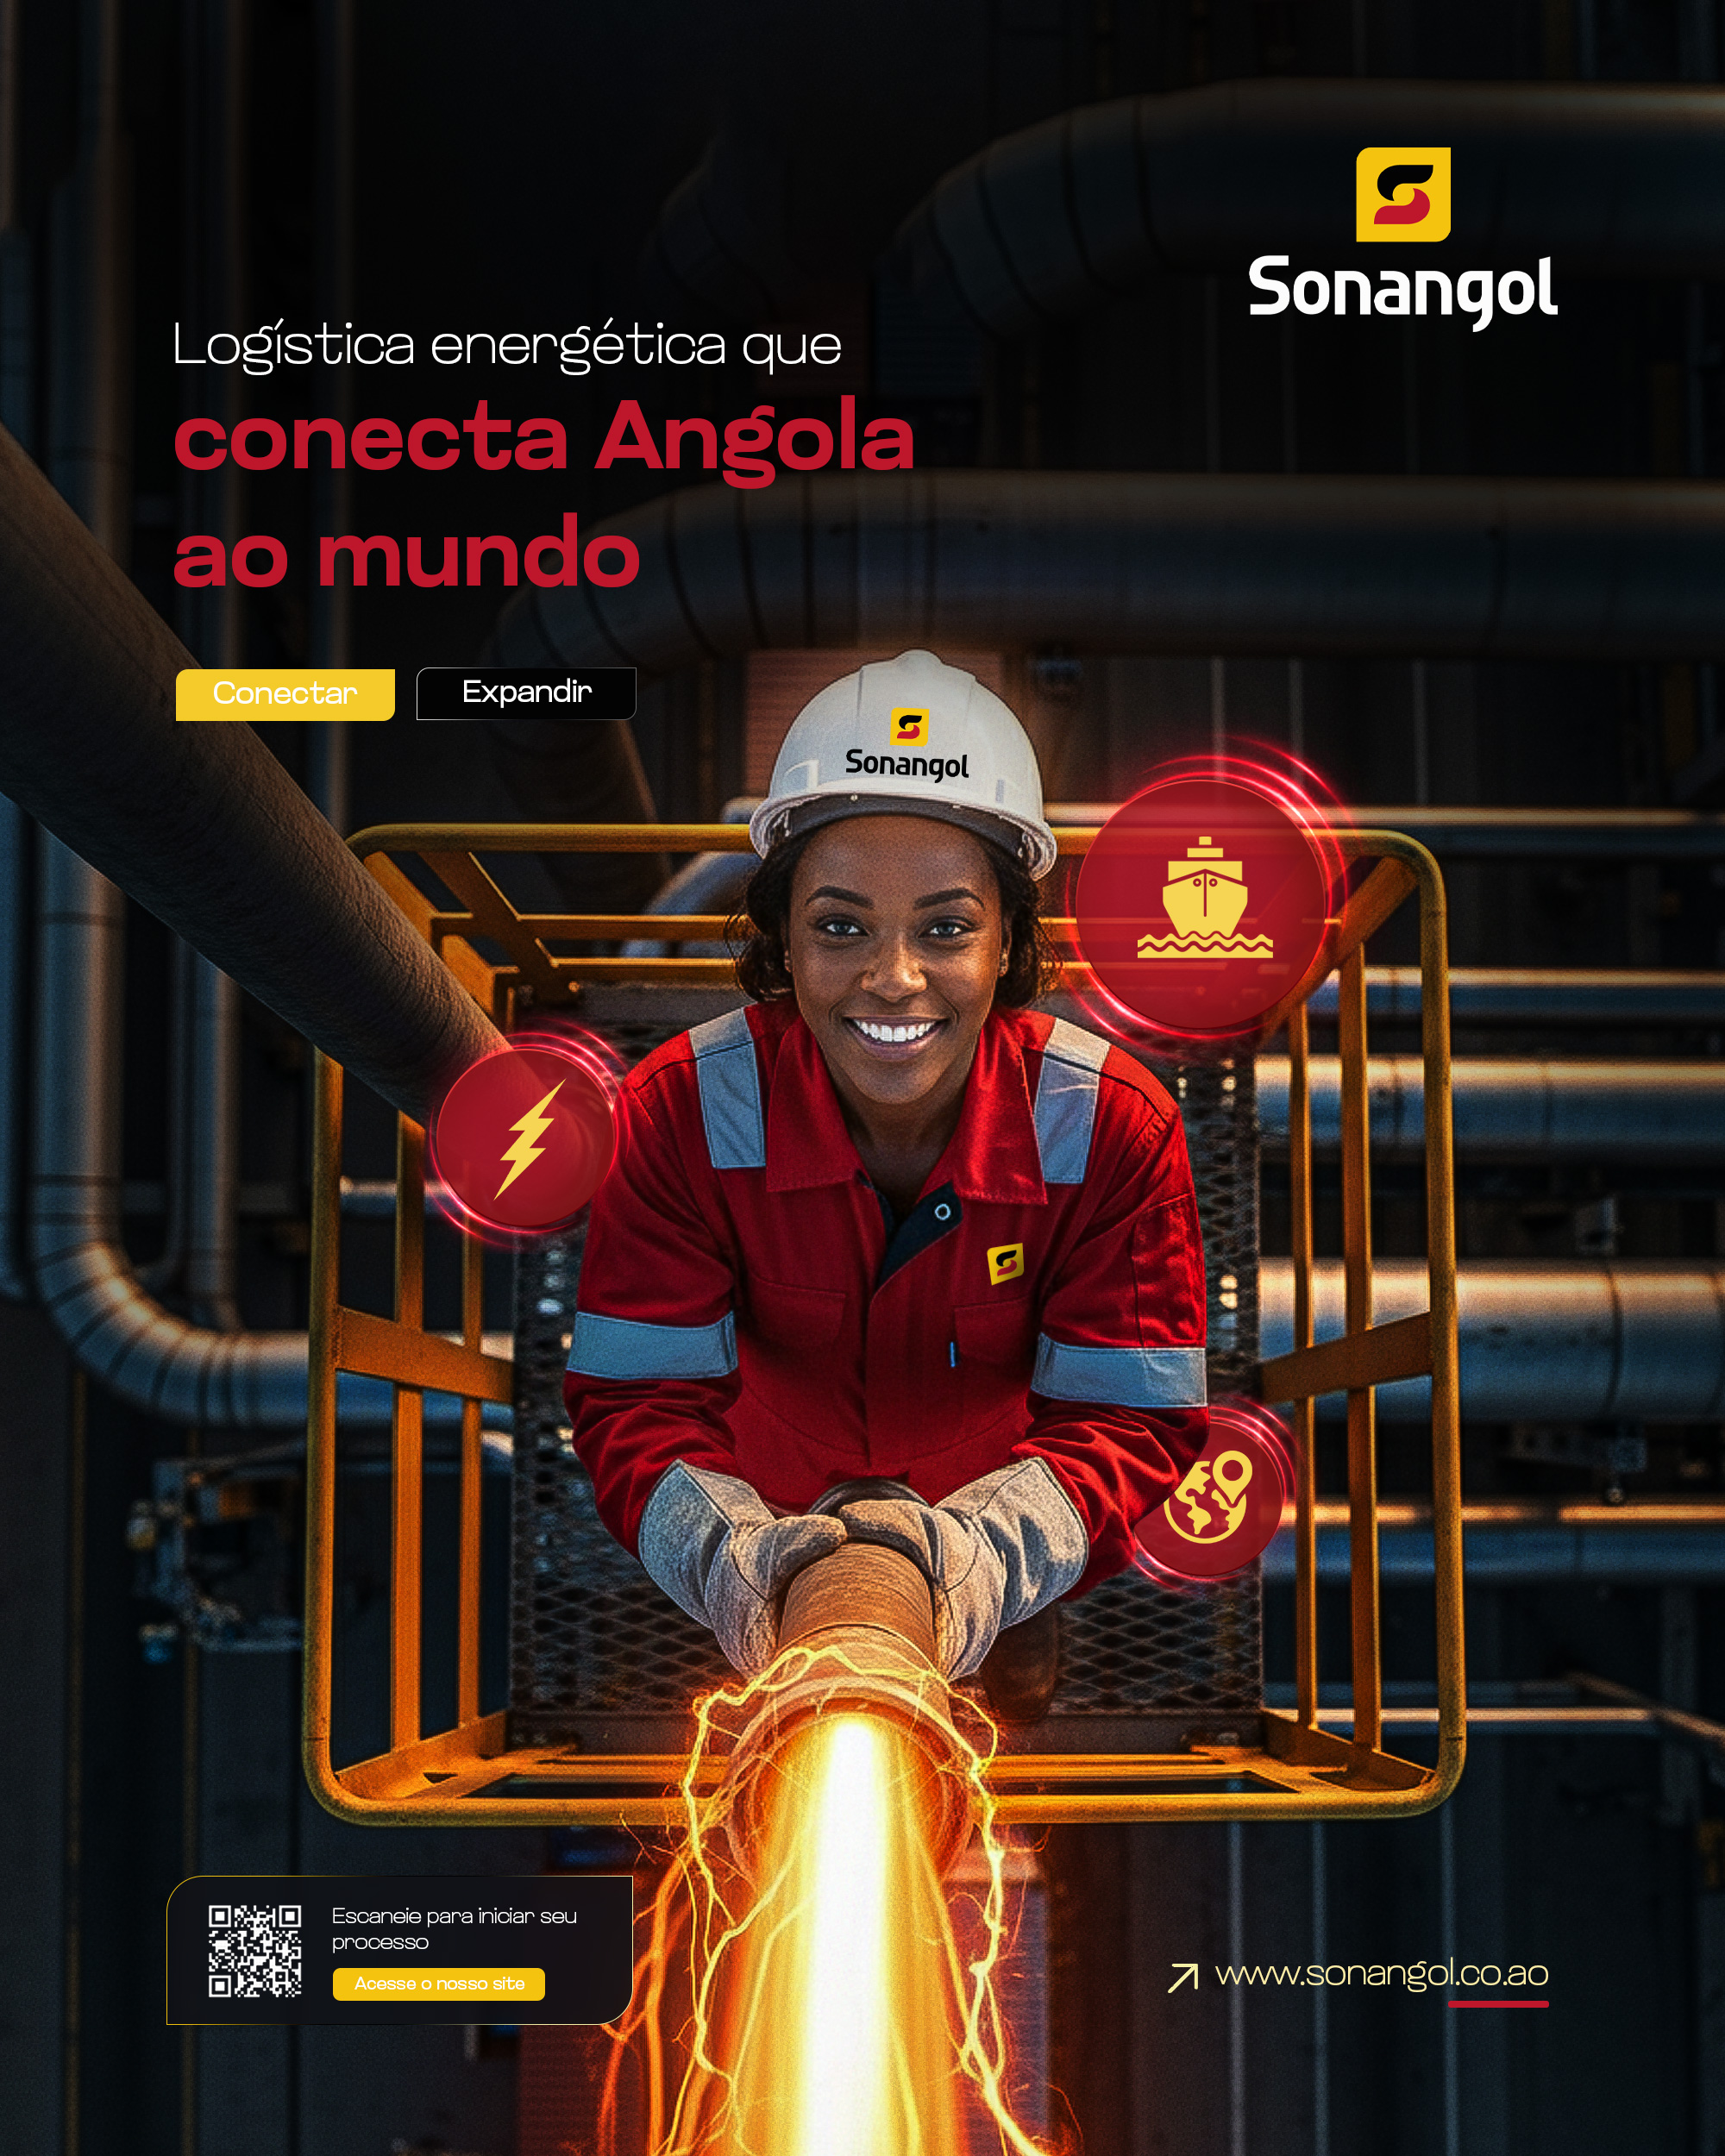 Sonangol
Logística energética que
conecta Angola
ao mundo
Conectar
Expandir
Sonangol
Escaneie para iniciar seu
processo
Acesse o nosso site
www.sonangol.co.ao